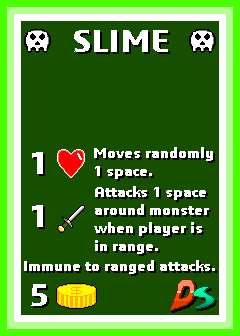 SLIME
1 Moves randomly
1 space.
Attacks 1 space
1 around monster
when player is
in range.
Immune to ranged attacks.
5 DS